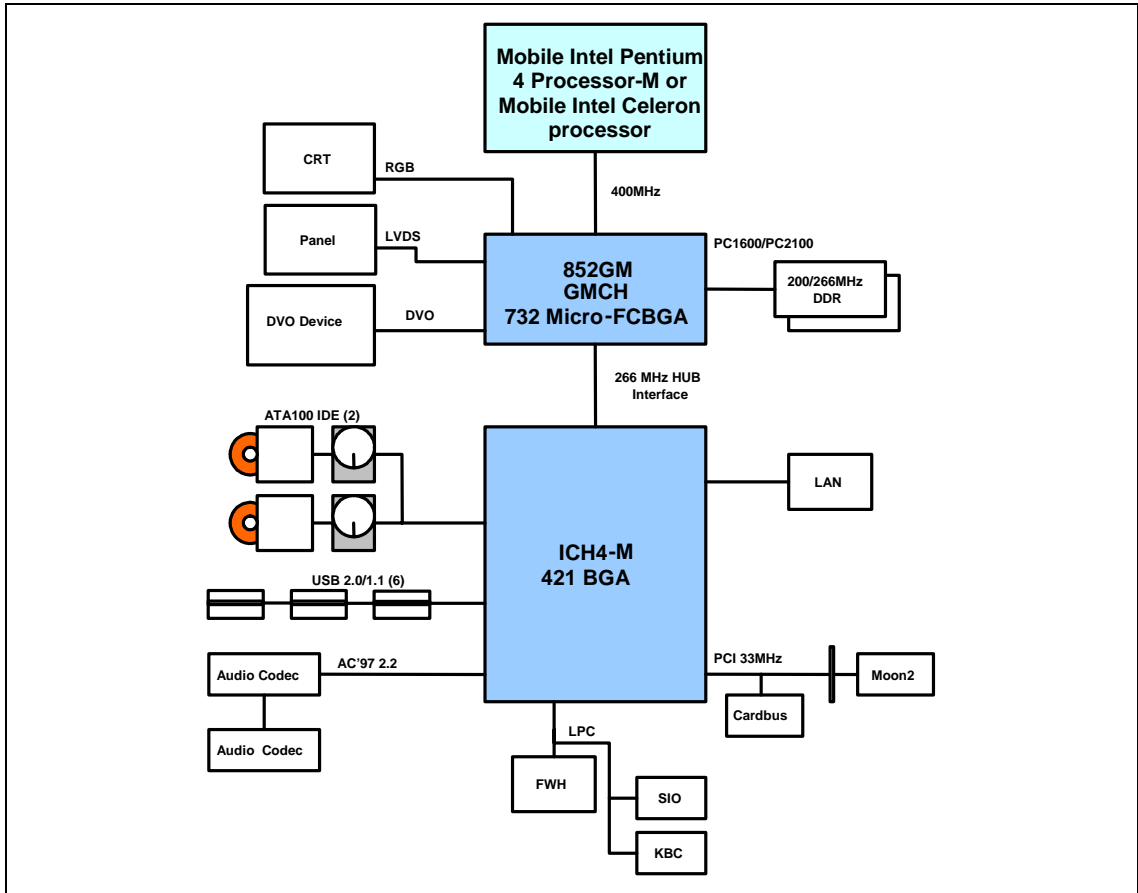 Mobile Intel Pentium
4 Processor-M or
Mobile Intel Celeron
processor
CRT
RGB
400MHz
Panel
LVDS
PC1600/PC2100
852GM
GMCH
732 Micro-FCBGA
200/266MHz
DDR
DVO Device
DVO
266 MHz HUB
Interface
ATA100 IDE (2)
LAN
ICH4-M
421 BGA
USB 2.0/1.1 (6)
AC'97 2.2
Audio Codec
PCI 33MHz
Moon2
Cardbus
Audio Codec
LPC
FWH
SIO
KBC